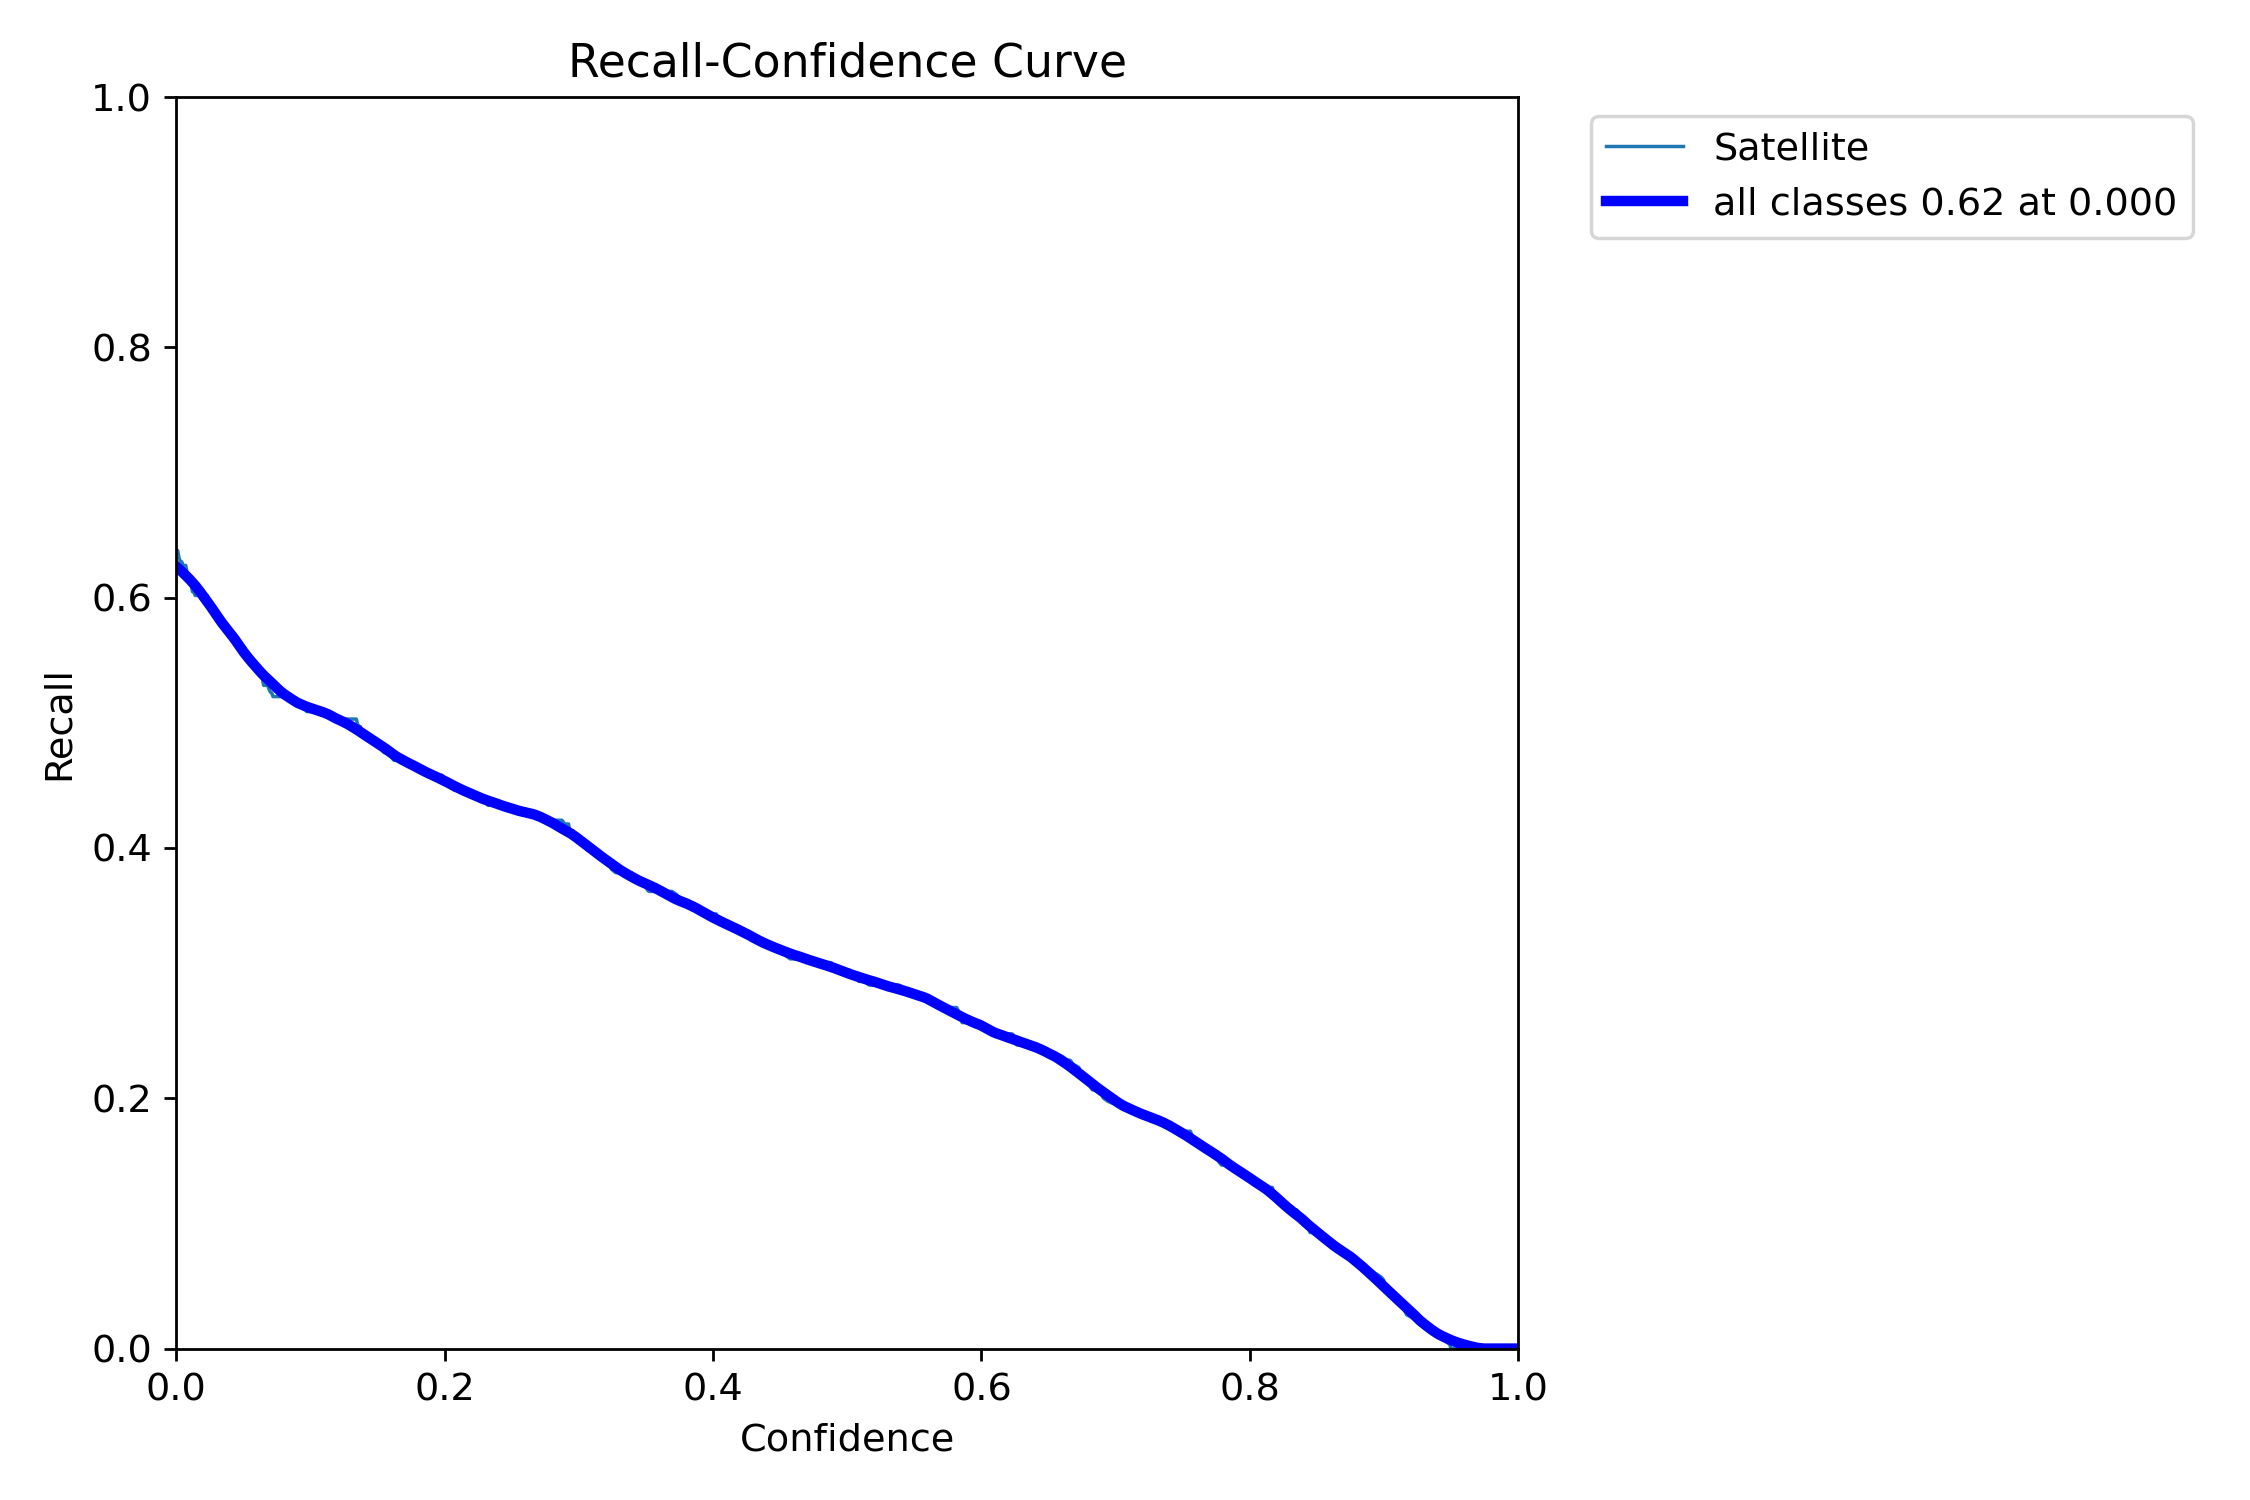 Recall-Confidence Curve
1.0
0.8
0.6
0.4
0.2
0.0
Recall
0.0 0.2 0.4 0.6 0.8 1.0
Confidence
Satellite
all classes 0.62 at 0.000